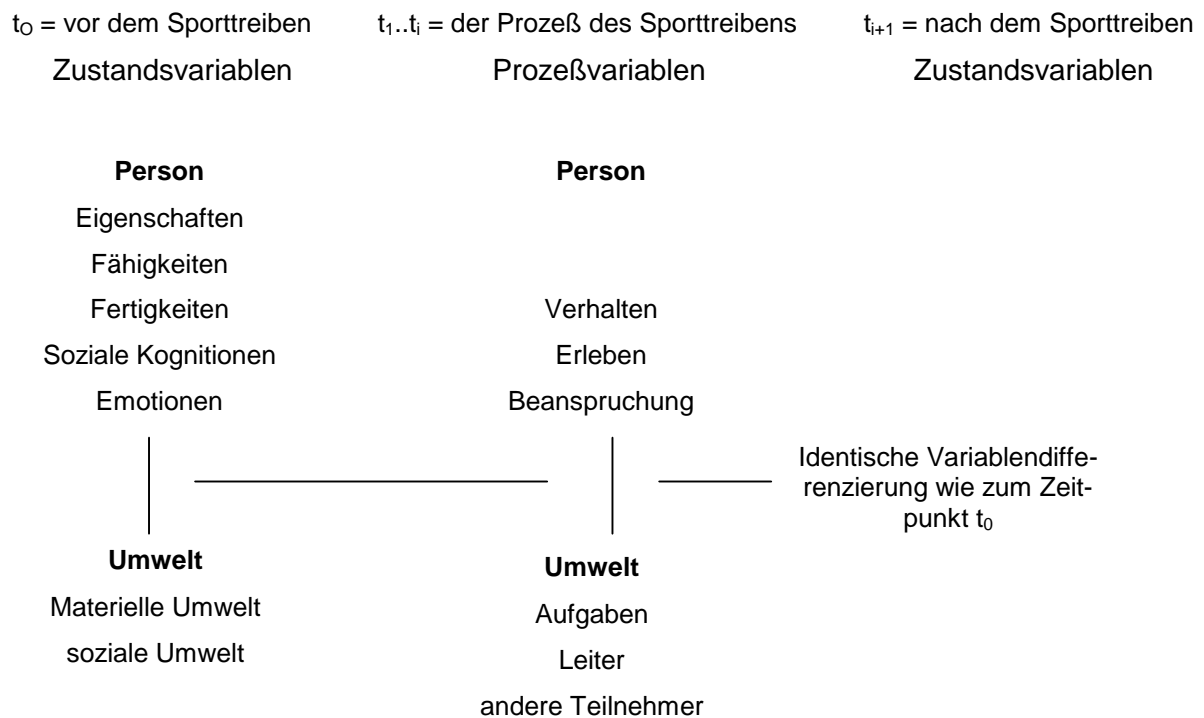 t₀ = vor dem Sporttreiben
t₁..tᵢ = der Prozeß des Sporttreibens
tᵢ₊₁ = nach dem Sporttreiben
Zustandsvariablen
Prozeßvariablen
Zustandsvariablen
Person
Eigenschaften
Fähigkeiten
Fertigkeiten
Soziale Kognitionen
Emotionen
Umwelt
Materielle Umwelt
soziale Umwelt
Person
Verhalten
Erleben
Beanspruchung
Umwelt
Aufgaben
Leiter
andere Teilnehmer
Identische Variablendiffe-
renzierung wie zum Zeit-
punkt t₀